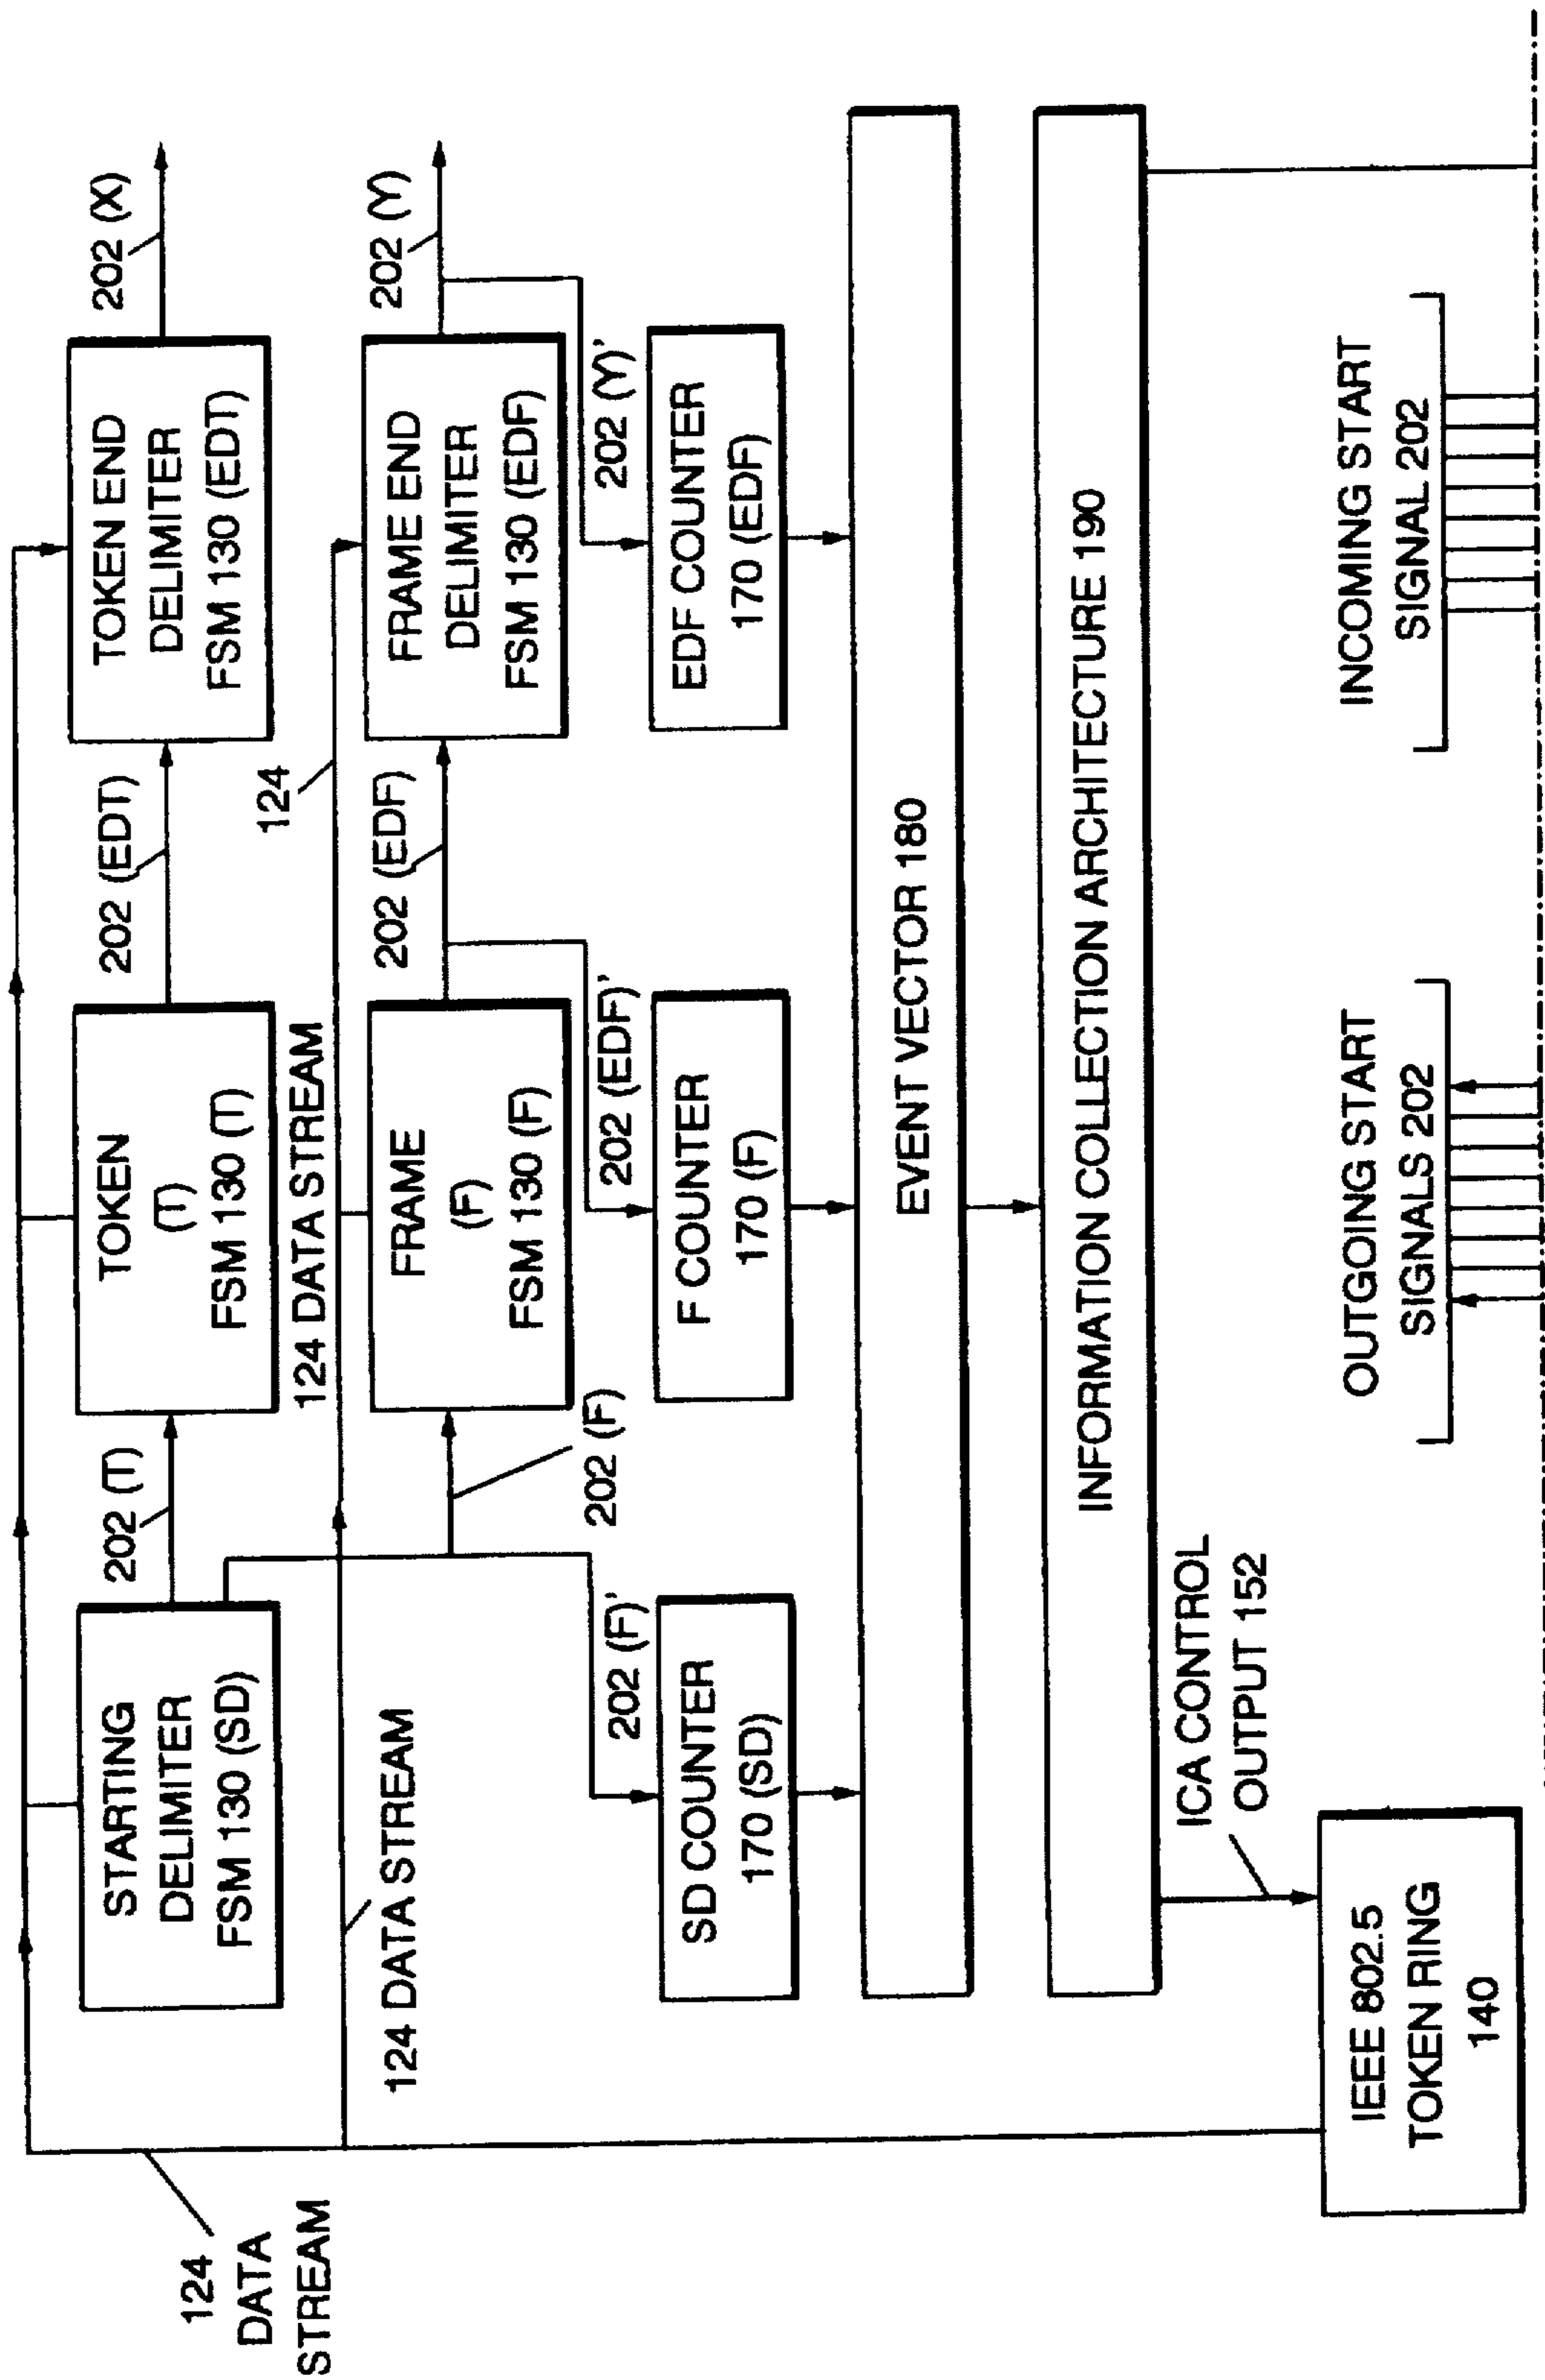 124
DATA
STREAM
STARTING
DELIMITER
FSM 130 (SD)
202 (T)
TOKEN
(T)
FSM 130 (T)
202 (EDT)
TOKEN END
DELIMITER
FSM 130 (EDT)
202 (X)
124 DATA STREAM
124 DATA STREAM
124
202 (F)
FRAME
(F)
FSM 130 (F)
202 (EDF)
FRAME END
DELIMITER
FSM 130 (EDF)
202 (Y)
202 (F)'
SD COUNTER
170 (SD)
202 (EDF)'
F COUNTER
170 (F)
202 (Y)'
EDF COUNTER
170 (EDF)
EVENT VECTOR 180
INFORMATION COLLECTION ARCHITECTURE 190
ICA CONTROL
OUTPUT 152
IEEE 802.5
TOKEN RING
140
OUTGOING START
SIGNALS 202
INCOMING START
SIGNAL 202